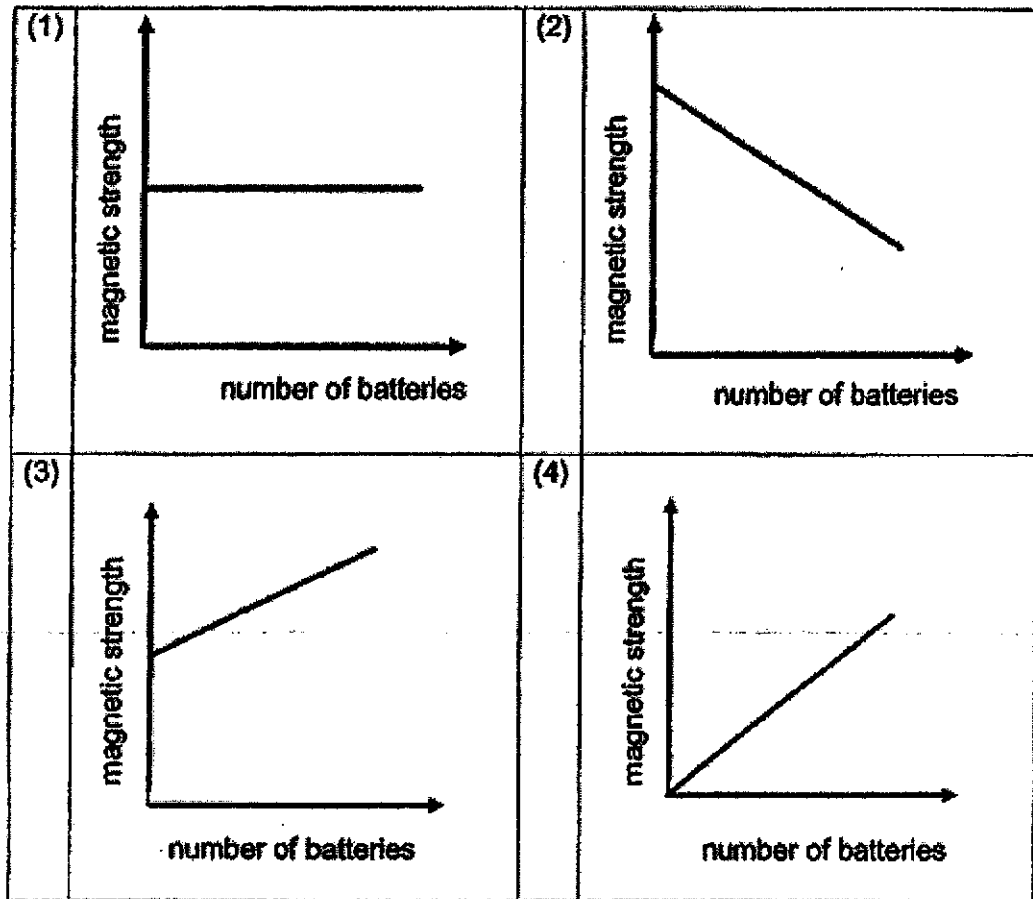 (1)
magnetic strength
number of batteries
(2)
magnetic strength
number of batteries
(3)
magnetic strength
number of batteries
(4)
magnetic strength
number of batteries